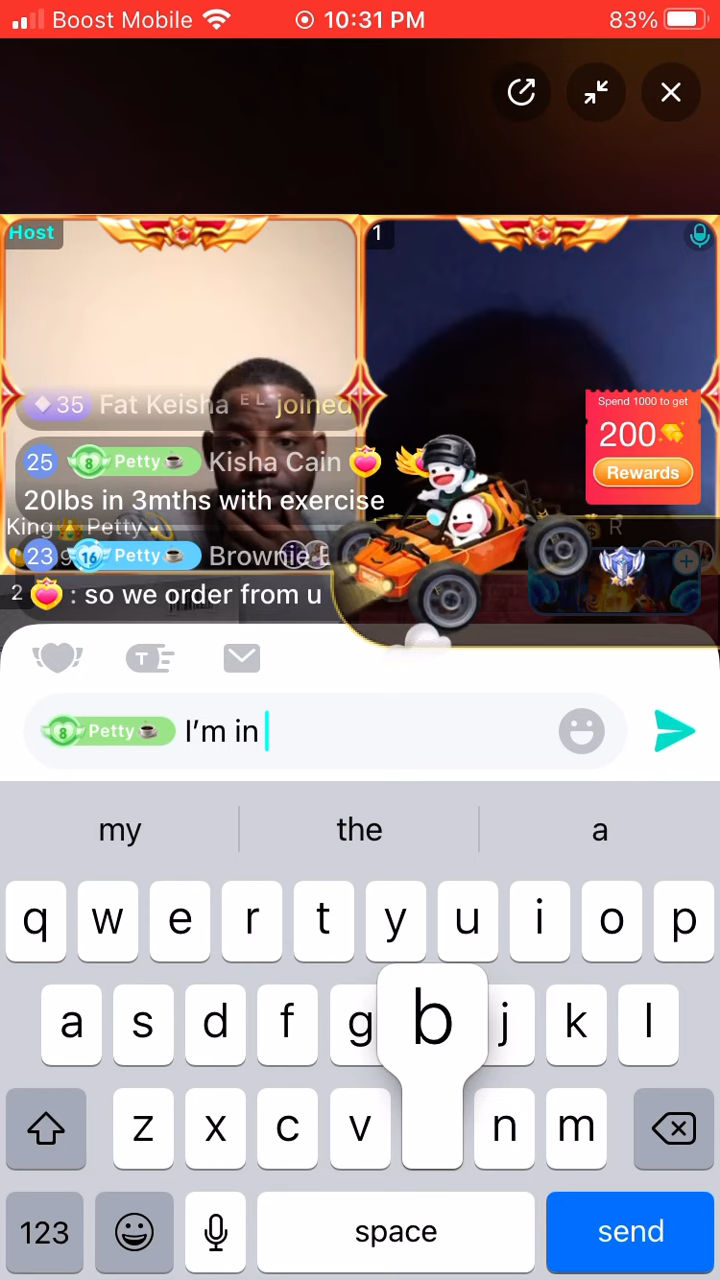 Boost Mobile 10:31 PM 83%
Host
1
35 Fat Keisha ᴱᴸ joined
Spend 1000 to get
200
Rewards
25 8 Petty Kisha Cain
20lbs in 3mths with exercise
King Petty
R
23 16 Petty Brownie
2 : so we order from u
T
8 Petty I’m in
my the a
q w e r t y u i o p
a s d f g b j k l
z x c v n m
123 space send